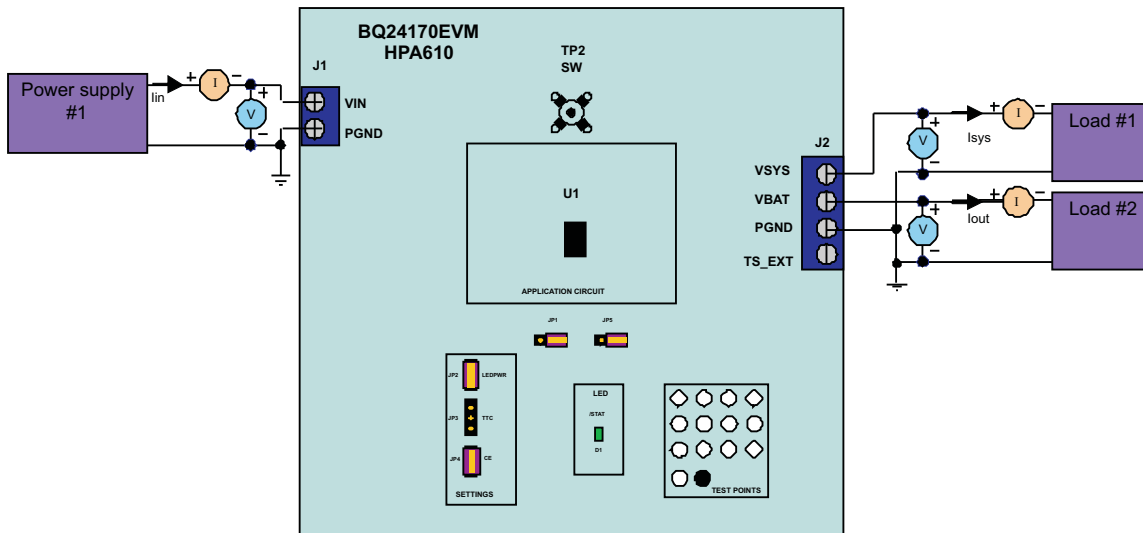 BQ24170EVM
HPA610
J1
TP2
SW
Power supply
#1
Iin
+
I
−
+
V
−
VIN
PGND
J2
VSYS
VBAT
PGND
TS_EXT
+
V
−
Isys
+
I
−
Load #1
+
V
−
Iout
+
I
−
Load #2
U1
APPLICATION CIRCUIT
JP1
JP5
JP2
LEDPWR
JP3
TTC
JP4
CE
SETTINGS
LED
/STAT
D1
TEST POINTS